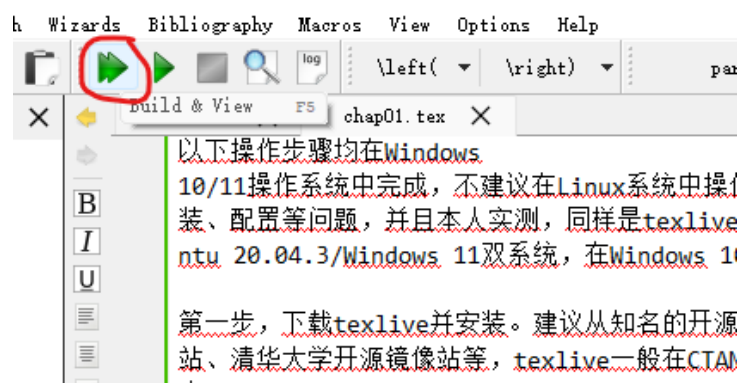 h Wizards Bibliography Macros View Options Help
log \left( \right) par
Build & View F5 chap01.tex
以下操作步骤均在Windows
B 10/11操作系统中完成，不建议在Linux系统中操作
I 装、配置等问题，并且本人实测，同样是texlive
U ntu 20.04.3/Windows 11双系统，在Windows 10
第一步，下载texlive并安装。建议从知名的开源
站、清华大学开源镜像站等，texlive一般在CTAN